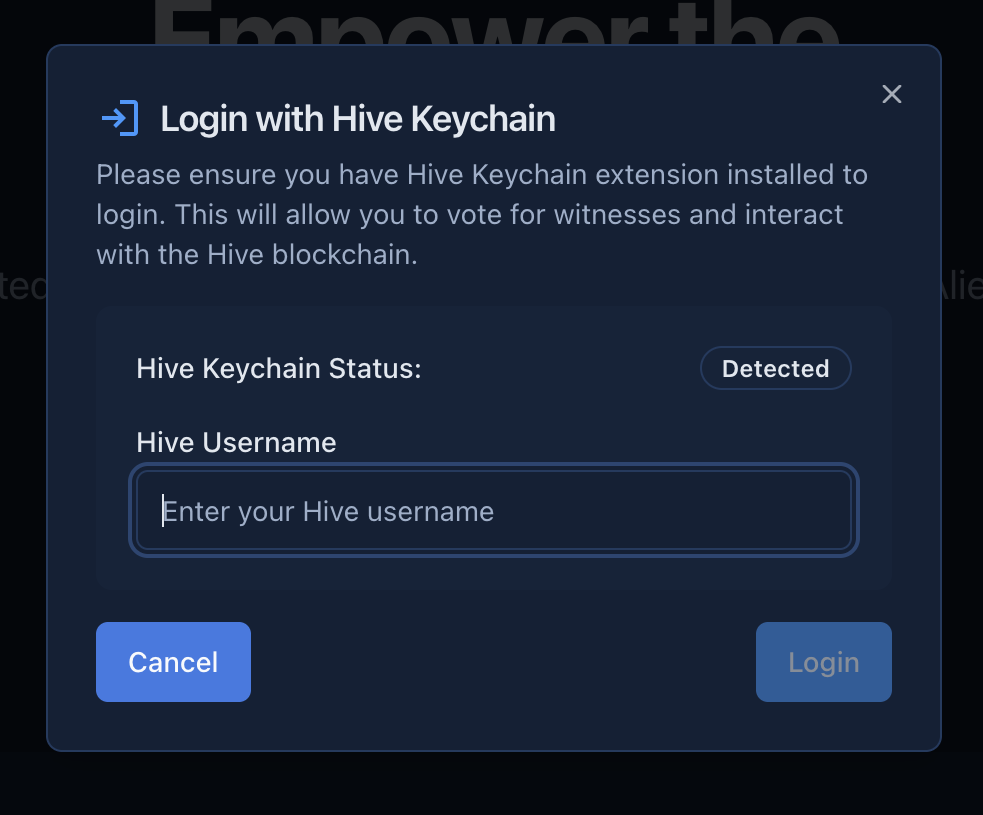 Empower the
Login with Hive Keychain
Please ensure you have Hive Keychain extension installed to
login. This will allow you to vote for witnesses and interact
with the Hive blockchain.
Hive Keychain Status:
Detected
Hive Username
Enter your Hive username
Cancel
Login